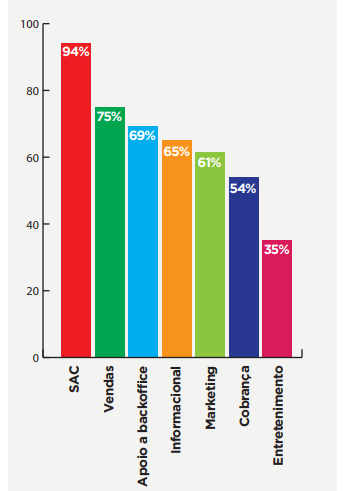 100
80
60
40
20
0
94%
75%
69%
65%
61%
54%
35%
SAC
Vendas
Apoio a backoffice
Informacional
Marketing
Cobrança
Entretenimento